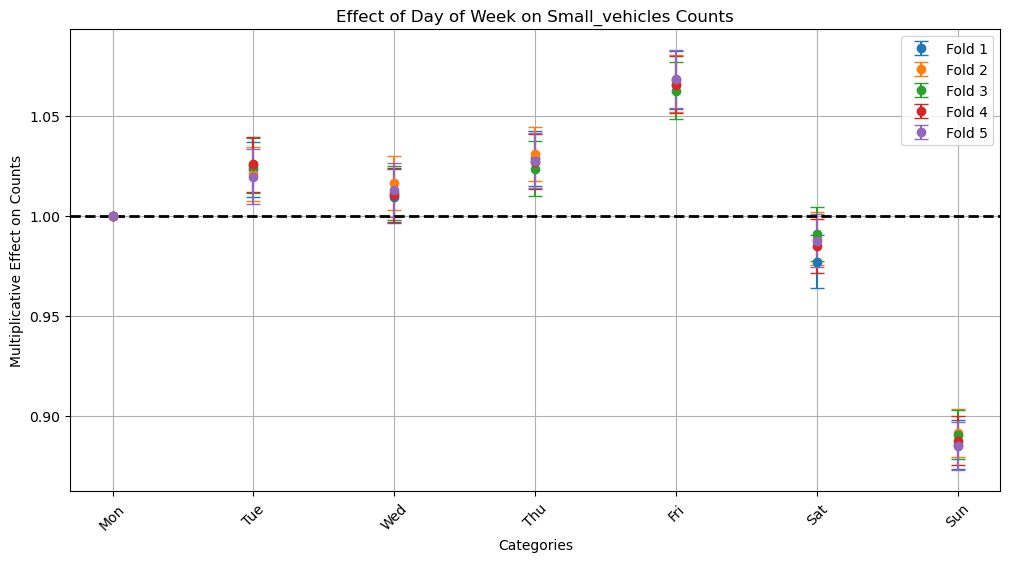 Effect of Day of Week on Small_vehicles Counts
Multiplicative Effect on Counts
1.05
1.00
0.95
0.90
Fold 1
Fold 2
Fold 3
Fold 4
Fold 5
Mon
Tue
Wed
Thu
Fri
Sat
Sun
Categories